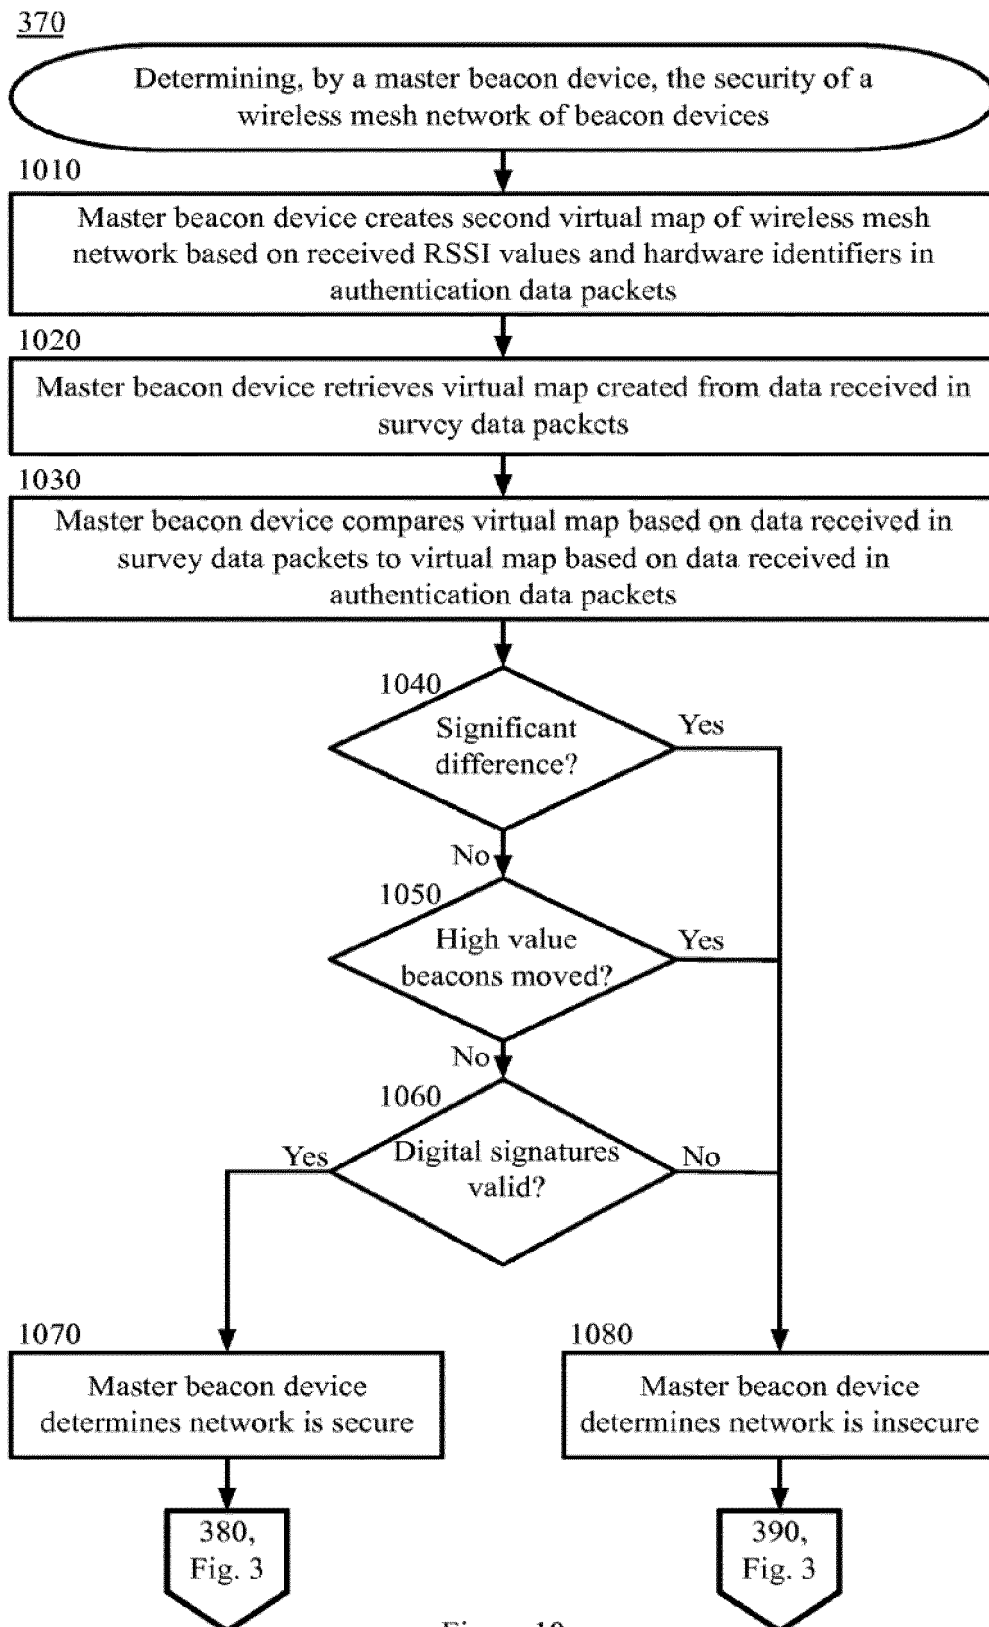 370
Determining, by a master beacon device, the security of a
wireless mesh network of beacon devices
1010
Master beacon device creates second virtual map of wireless mesh
network based on received RSSI values and hardware identifiers in
authentication data packets
1020
Master beacon device retrieves virtual map created from data received in
survey data packets
1030
Master beacon device compares virtual map based on data received in
survey data packets to virtual map based on data received in
authentication data packets
1040
Significant
difference?
Yes
No
1050
High value
beacons moved?
Yes
No
1060
Digital signatures
valid?
Yes
No
1070
Master beacon device
determines network is secure
1080
Master beacon device
determines network is insecure
380,
Fig. 3
390,
Fig. 3